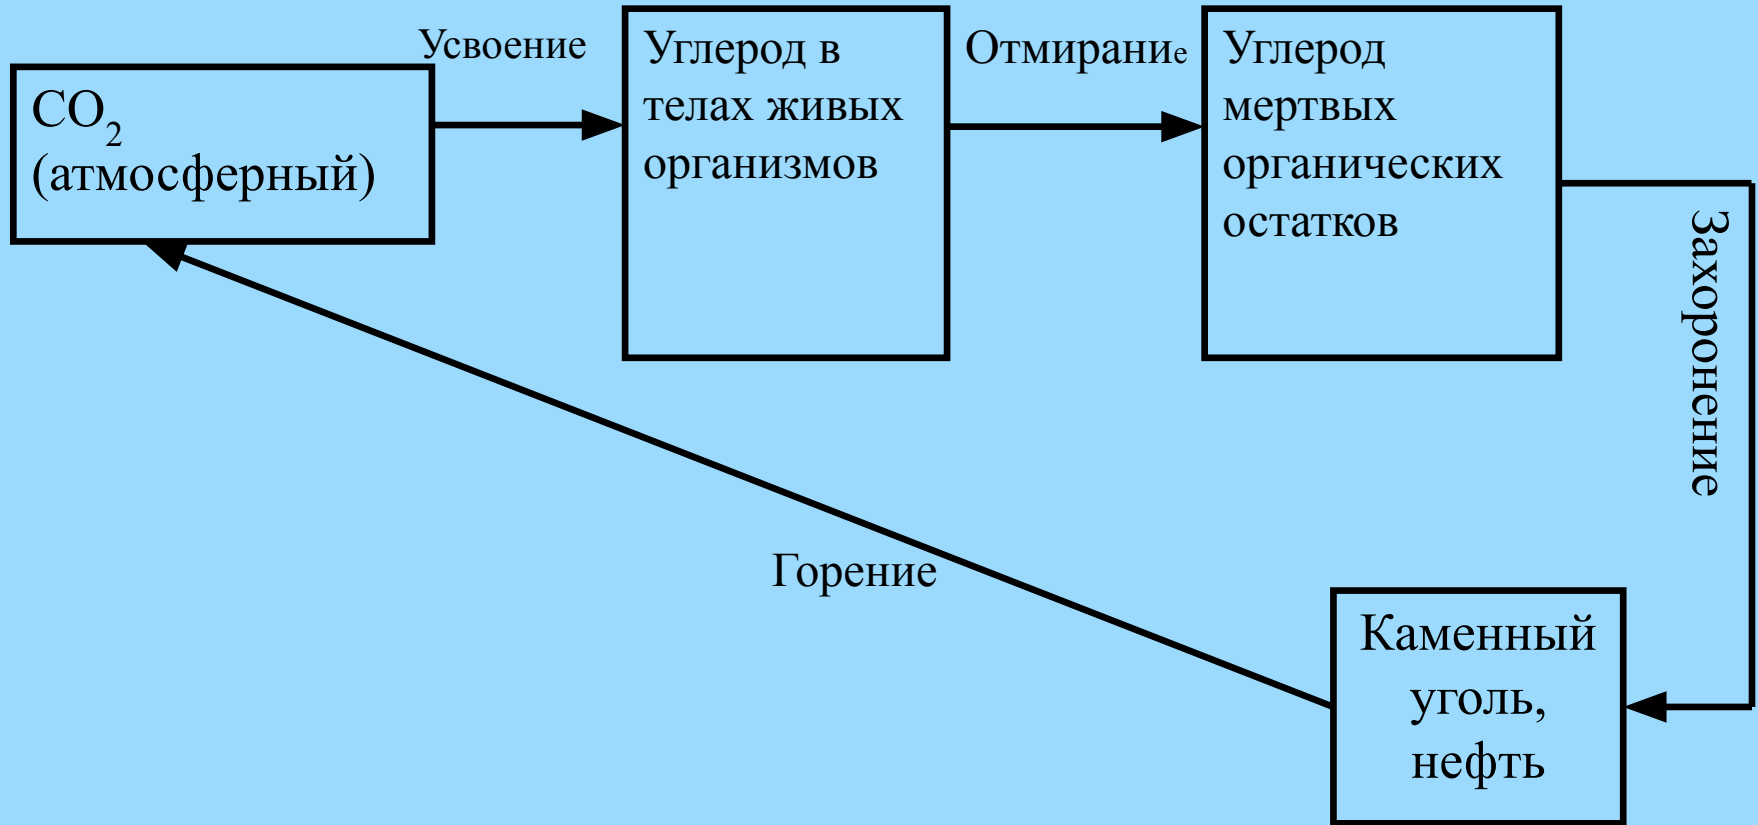 CO₂
(атмосферный)
Усвоение
Углерод в
телах живых
организмов
Отмирание
Углерод
мертвых
органических
остатков
Захоронение
Каменный
уголь,
нефть
Горение